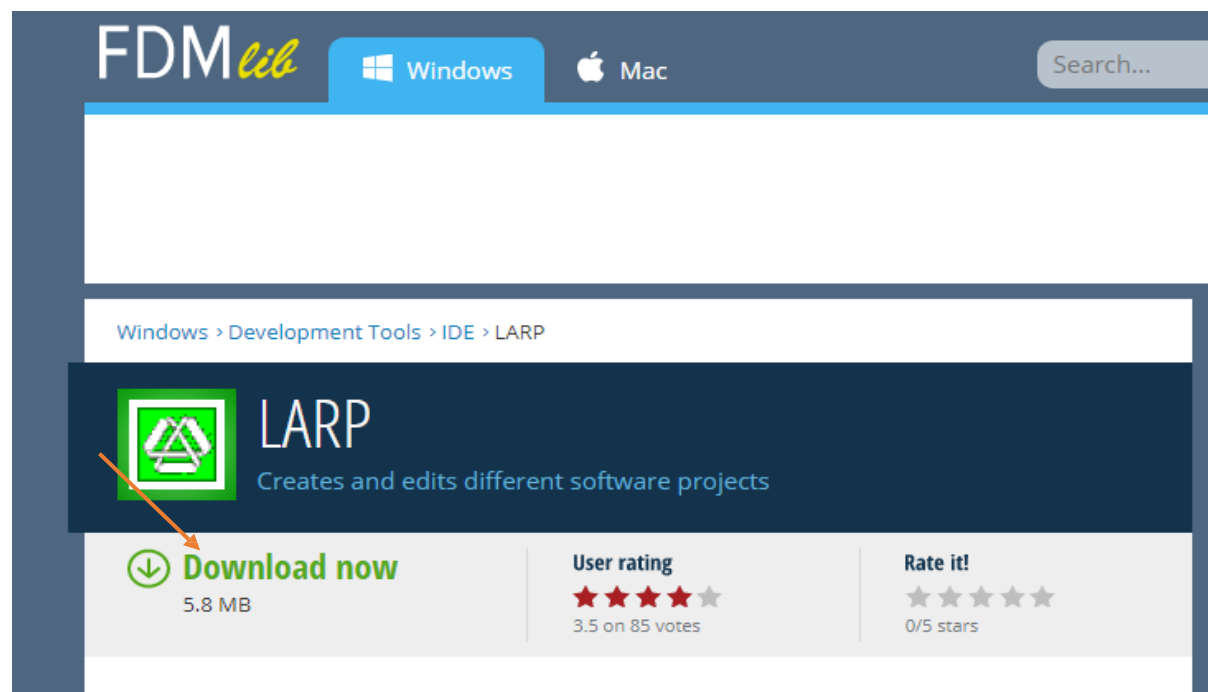 FDMlib
Windows
Mac
Search...
Windows › Development Tools › IDE › LARP
LARP
Creates and edits different software projects
Download now
5.8 MB
User rating
3.5 on 85 votes
Rate it!
0/5 stars